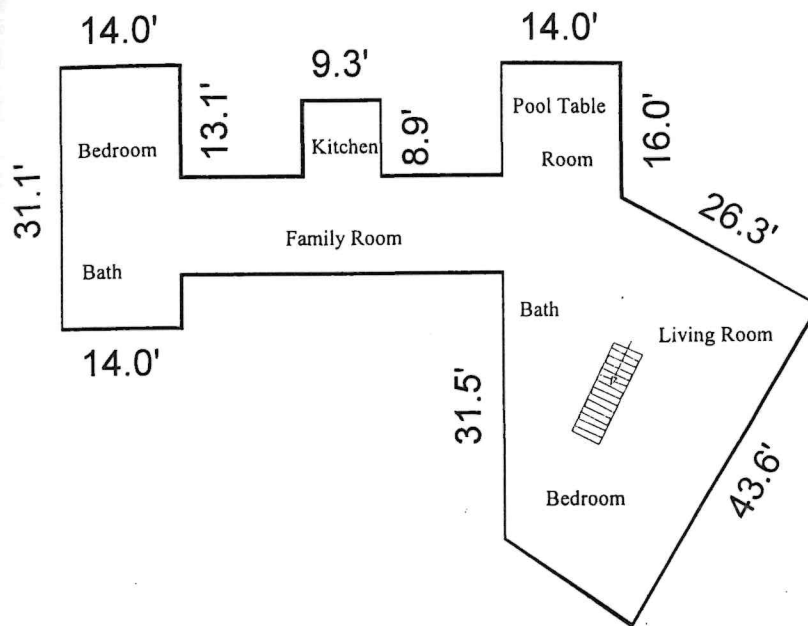 14.0'
14.0'
9.3'
Pool Table
Room
13.1'
8.9'
16.0'
Bedroom
Kitchen
31.1'
26.3'
Family Room
Bath
Bath
Living Room
14.0'
31.5'
43.6'
Bedroom